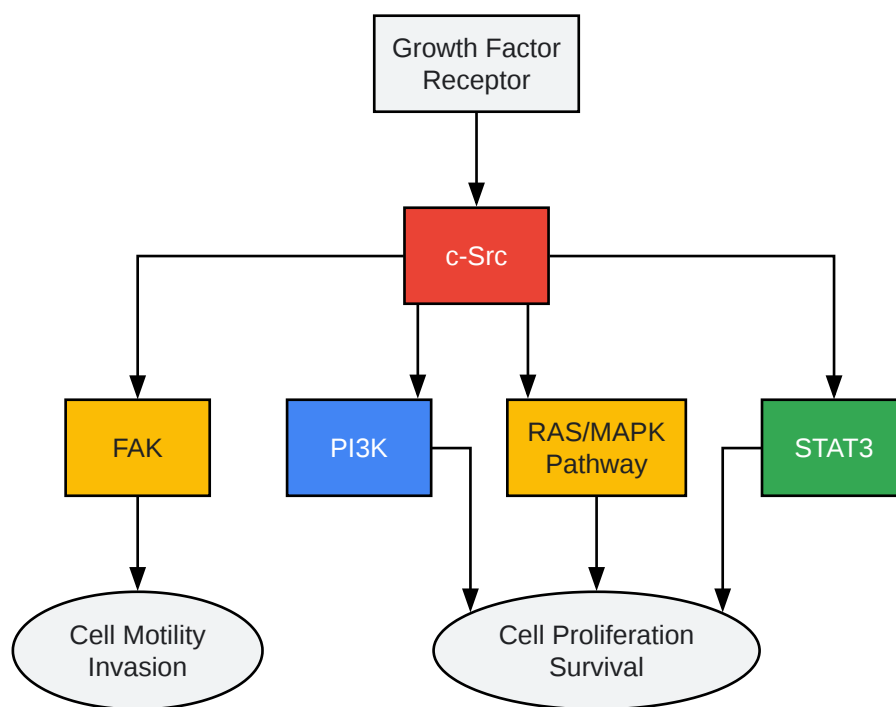 Growth Factor
Receptor
c-Src
FAK
PI3K
RAS/MAPK
Pathway
STAT3
Cell Motility
Invasion
Cell Proliferation
Survival